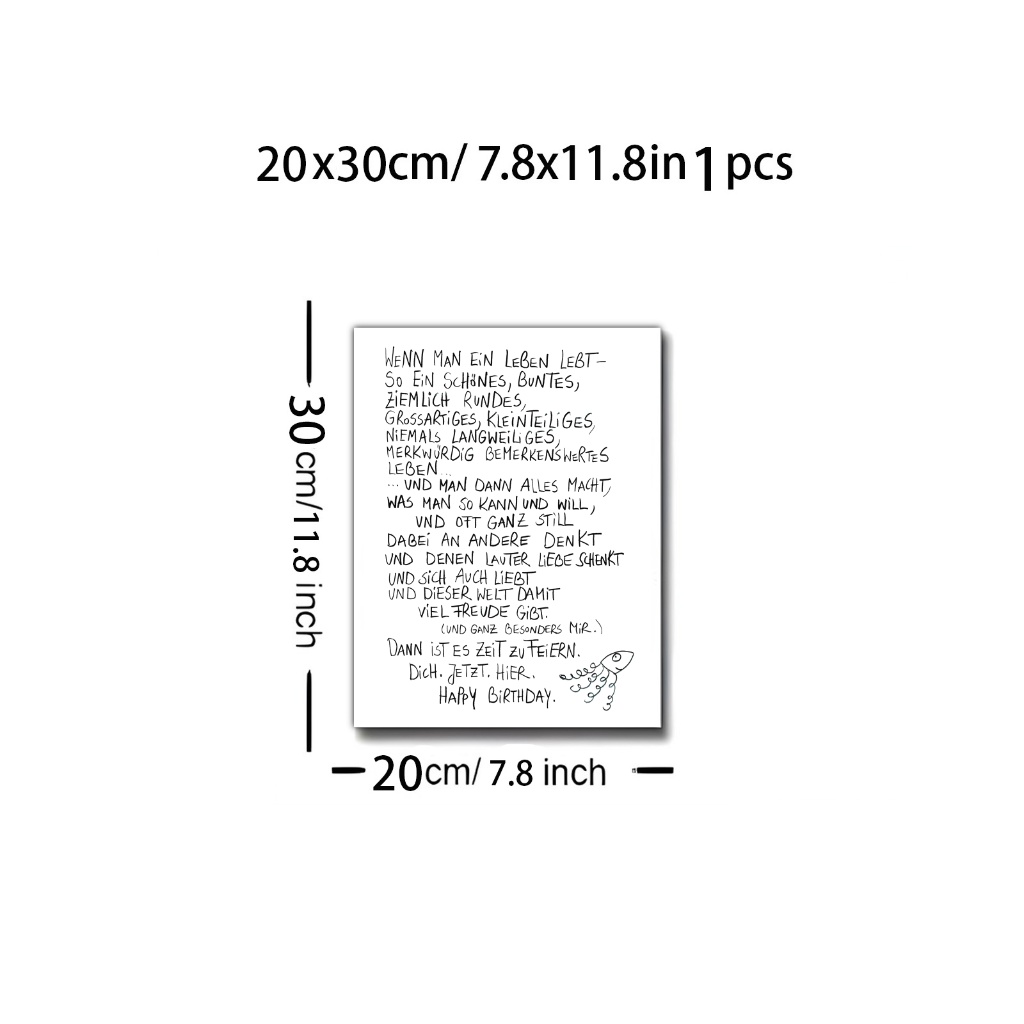 20x30cm/ 7.8x11.8in 1 pcs
30cm/11.8 inch
WENN MAN EIN LEBEN LEBT–
SO EIN SCHÖNES, BUNTES,
ZIEMLICH RUNDES,
GROSSARTIGES, KLEINTEILIGES,
NIEMALS LANGWEILIGES,
MERKWÜRDIG BEMERKENSWERTES
LEBEN...
... UND MAN DANN ALLES MACHT,
WAS MAN SO KANN UND WILL,
UND OFT GANZ STILL
DABEI AN ANDERE DENKT
UND DENEN LAUTER LIEBE SCHENKT
UND SICH AUCH LIEBT
UND DIESER WELT DAMIT
VIEL FREUDE GIBT.
(UND GANZ BESONDERS MIR.)
DANN IST ES ZEIT ZU FEIERN.
DICH. JETZT. HIER.
HAPPY BIRTHDAY.
20cm/ 7.8 inch